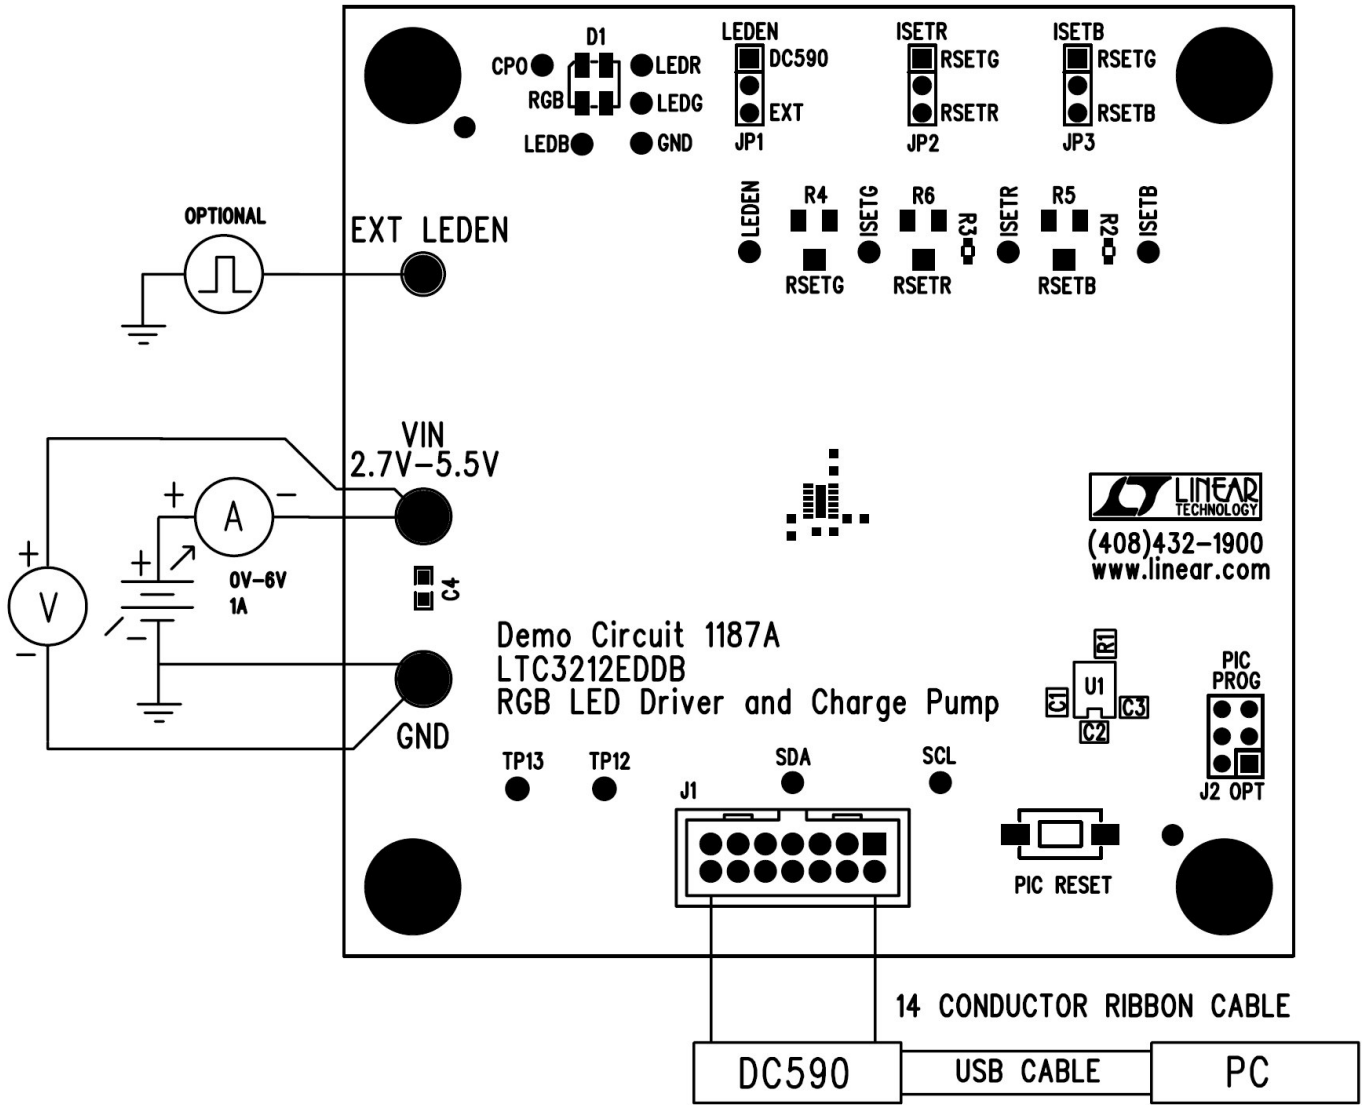 D1
CPO
LEDR
RGB
LEDG
LEDB
GND
LEDEN
DC590
EXT
JP1
ISETR
RSETG
RSETR
JP2
ISETB
RSETG
RSETB
JP3
OPTIONAL
EXT LEDEN
LEDEN
R4
RSETG
ISETG
R6
RSETR
R3
ISETR
R5
RSETB
R2
ISETB
VIN
2.7V-5.5V
+
A
-
+
V
-
+
0V-6V
1A
-
C4
GND
LINEAR
TECHNOLOGY
(408)432-1900
www.linear.com
Demo Circuit 1187A
LTC3212EDDB
RGB LED Driver and Charge Pump
R1
U1
C1
C3
C2
PIC
PROG
J2 OPT
TP13
TP12
SDA
SCL
J1
PIC RESET
14 CONDUCTOR RIBBON CABLE
DC590
USB CABLE
PC